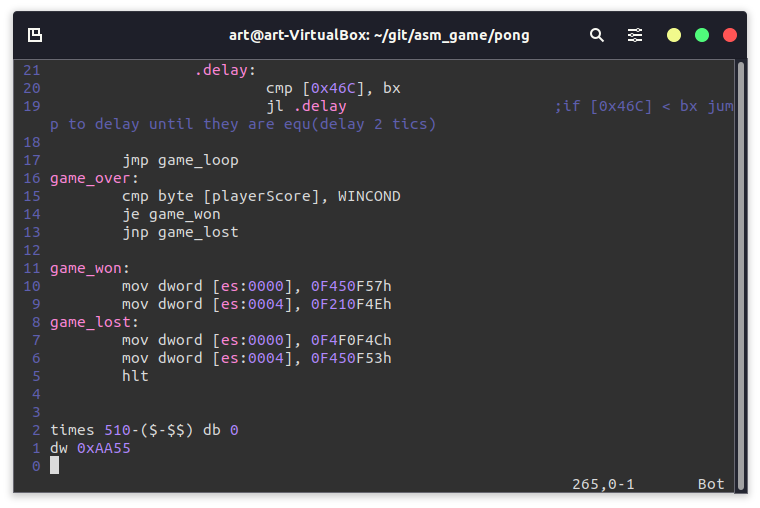 art@art-VirtualBox: ~/git/asm_game/pong
21 .delay:
20 cmp [0x46C], bx
19 jl .delay ;if [0x46C] < bx jum
p to delay until they are equ(delay 2 tics)
18
17 jmp game_loop
16 game_over:
15 cmp byte [playerScore], WINCOND
14 je game_won
13 jnp game_lost
12
11 game_won:
10 mov dword [es:0000], 0F450F57h
9 mov dword [es:0004], 0F210F4Eh
8 game_lost:
7 mov dword [es:0000], 0F4F0F4Ch
6 mov dword [es:0004], 0F450F53h
5 hlt
4
3
2 times 510-($-$$) db 0
1 dw 0xAA55
0
265,0-1 Bot